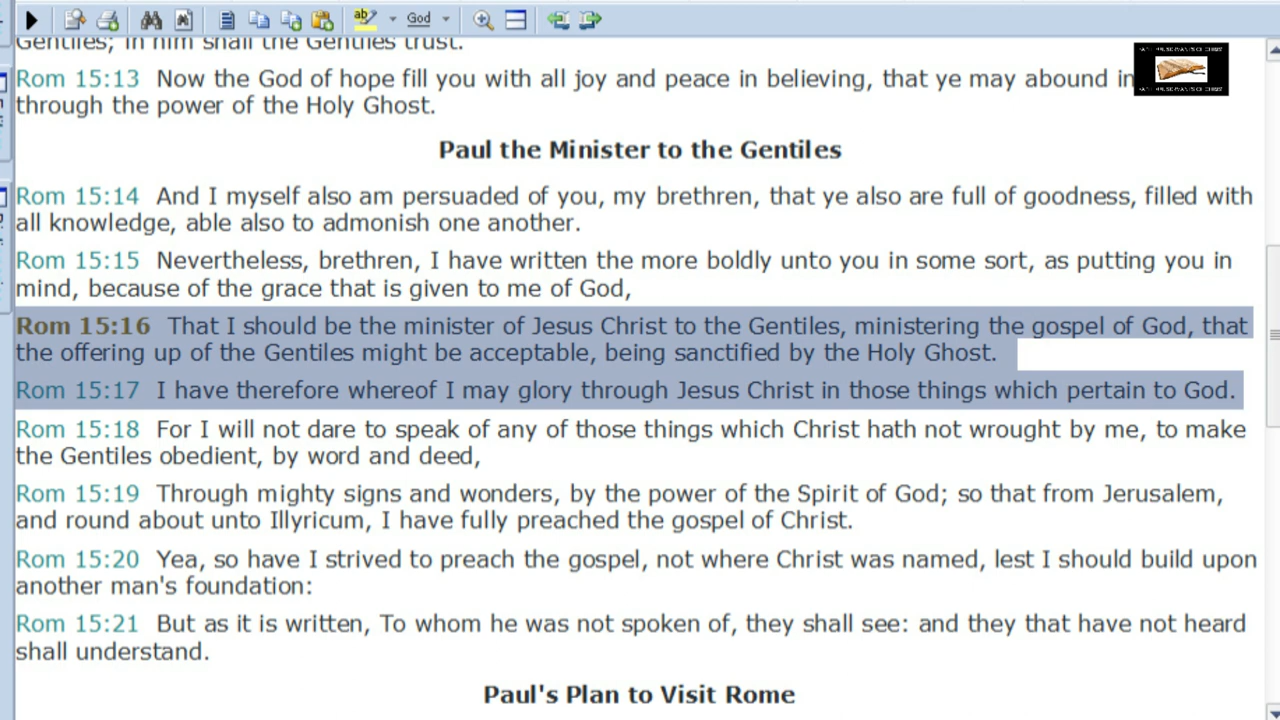 God
Gentiles; in him shall the Gentiles trust.
Rom 15:13 Now the God of hope fill you with all joy and peace in believing, that ye may abound in
through the power of the Holy Ghost.
Paul the Minister to the Gentiles
Rom 15:14 And I myself also am persuaded of you, my brethren, that ye also are full of goodness, filled with
all knowledge, able also to admonish one another.
Rom 15:15 Nevertheless, brethren, I have written the more boldly unto you in some sort, as putting you in
mind, because of the grace that is given to me of God,
Rom 15:16 That I should be the minister of Jesus Christ to the Gentiles, ministering the gospel of God, that
the offering up of the Gentiles might be acceptable, being sanctified by the Holy Ghost.
Rom 15:17 I have therefore whereof I may glory through Jesus Christ in those things which pertain to God.
Rom 15:18 For I will not dare to speak of any of those things which Christ hath not wrought by me, to make
the Gentiles obedient, by word and deed,
Rom 15:19 Through mighty signs and wonders, by the power of the Spirit of God; so that from Jerusalem,
and round about unto Illyricum, I have fully preached the gospel of Christ.
Rom 15:20 Yea, so have I strived to preach the gospel, not where Christ was named, lest I should build upon
another man's foundation:
Rom 15:21 But as it is written, To whom he was not spoken of, they shall see: and they that have not heard
shall understand.
Paul's Plan to Visit Rome